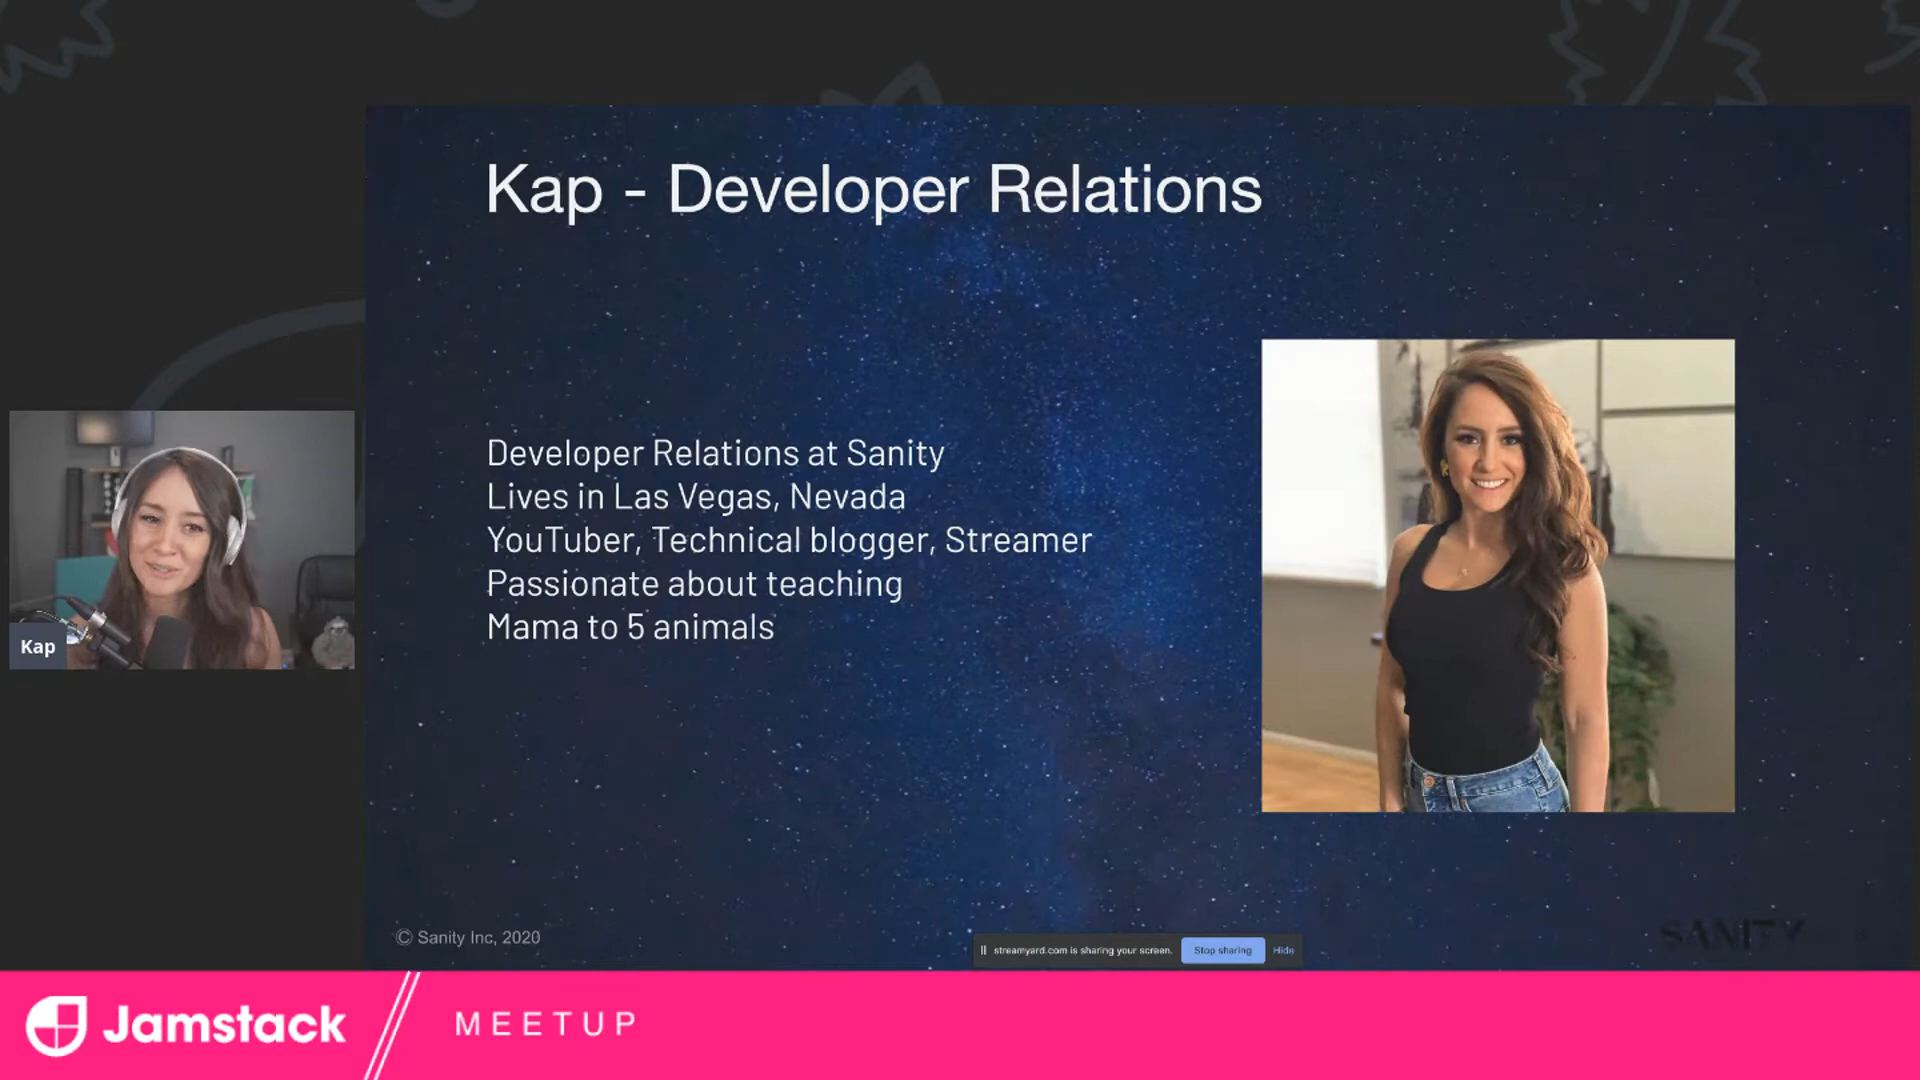 Kap - Developer Relations
Developer Relations at Sanity
Lives in Las Vegas, Nevada
YouTuber, Technical blogger, Streamer
Passionate about teaching
Mama to 5 animals
Kap
© Sanity Inc, 2020
streamyard.com is sharing your screen. Stop sharing Hide
SANITY
Jamstack MEETUP